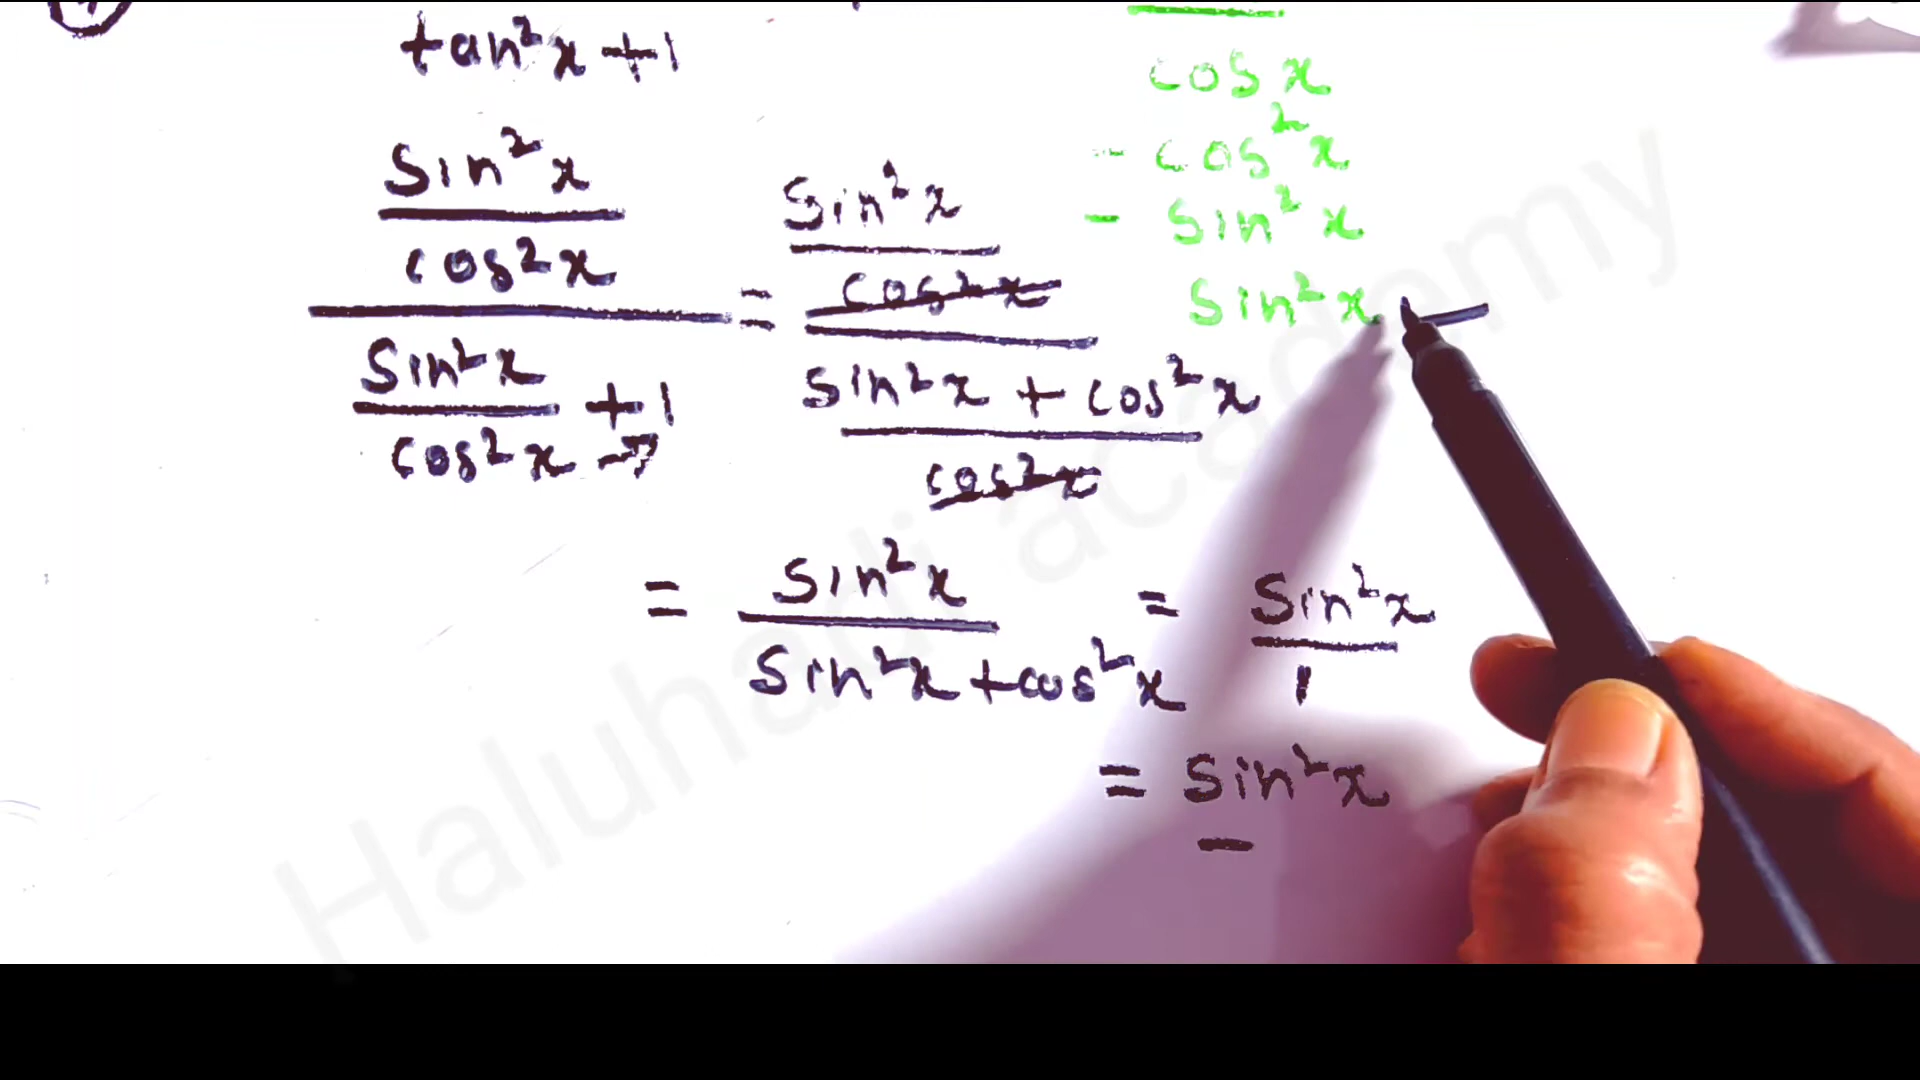 tan²x + 1
cos x
- cos²x
- sin²x
sin²x
sin²x
cos²x
sin²x
cos²x
+ 1
= sin²x
cos²x
sin²x + cos²x
cos²x
= sin²x
sin²x + cos²x
= sin²x
1
= sin²x
Haluhadi academy